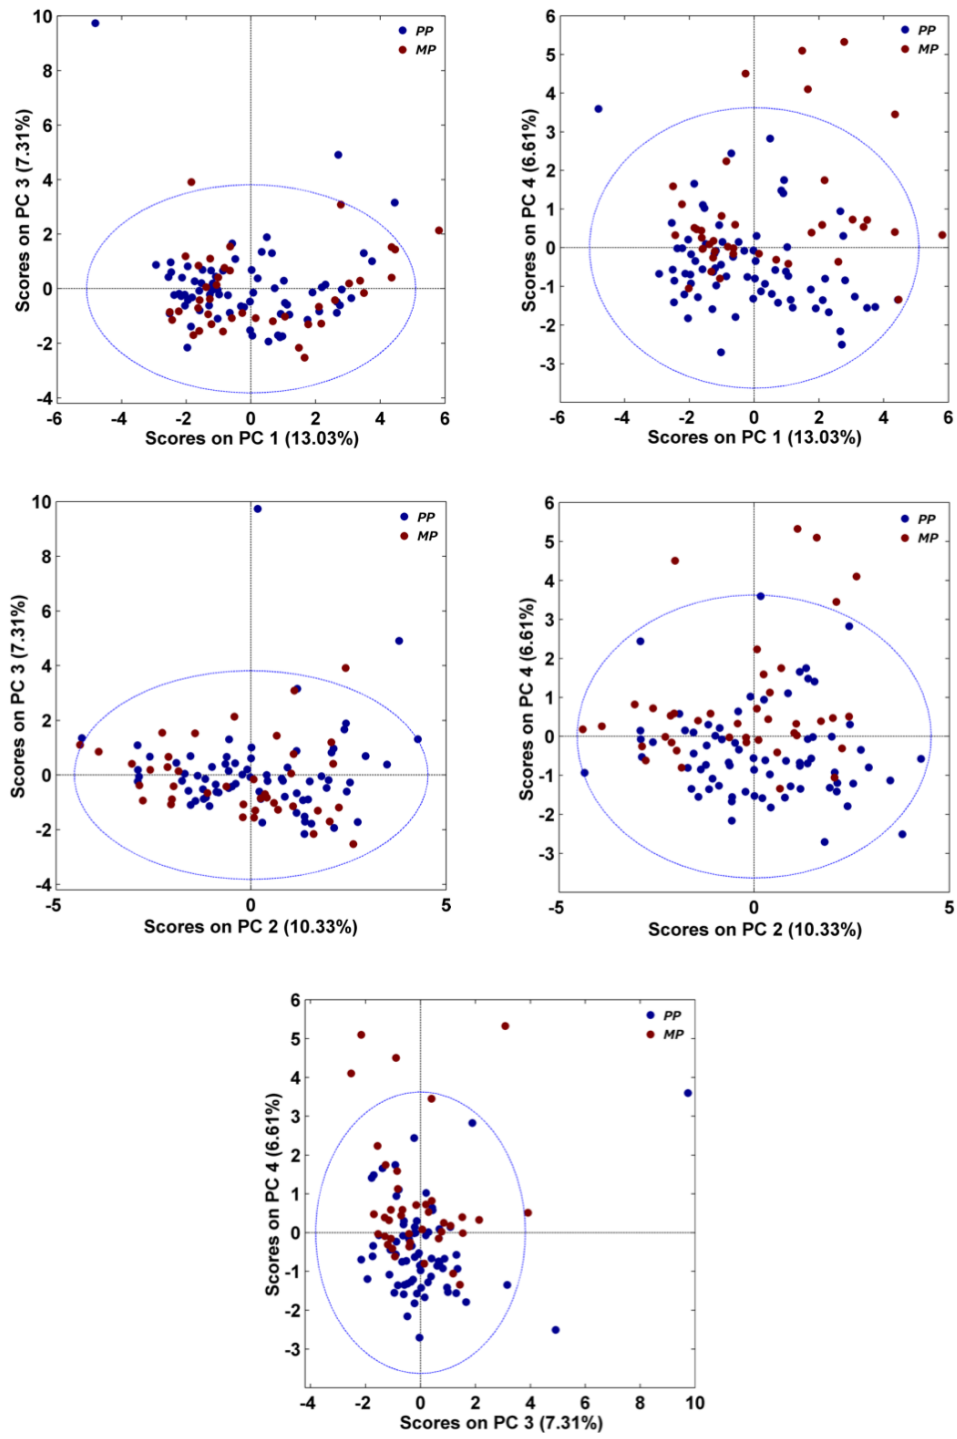 PP
MP
10
8
6
4
2
0
-2
-4
-6 -4 -2 0 2 4 6
Scores on PC 3 (7.31%)
Scores on PC 1 (13.03%)
PP
MP
6
5
4
3
2
1
0
-1
-2
-3
-6 -4 -2 0 2 4 6
Scores on PC 4 (6.61%)
Scores on PC 1 (13.03%)
PP
MP
10
8
6
4
2
0
-2
-4
-5 0 5
Scores on PC 3 (7.31%)
Scores on PC 2 (10.33%)
PP
MP
6
5
4
3
2
1
0
-1
-2
-3
-5 0 5
Scores on PC 4 (6.61%)
Scores on PC 2 (10.33%)
PP
MP
6
5
4
3
2
1
0
-1
-2
-3
-4 -2 0 2 4 6 8 10
Scores on PC 4 (6.61%)
Scores on PC 3 (7.31%)